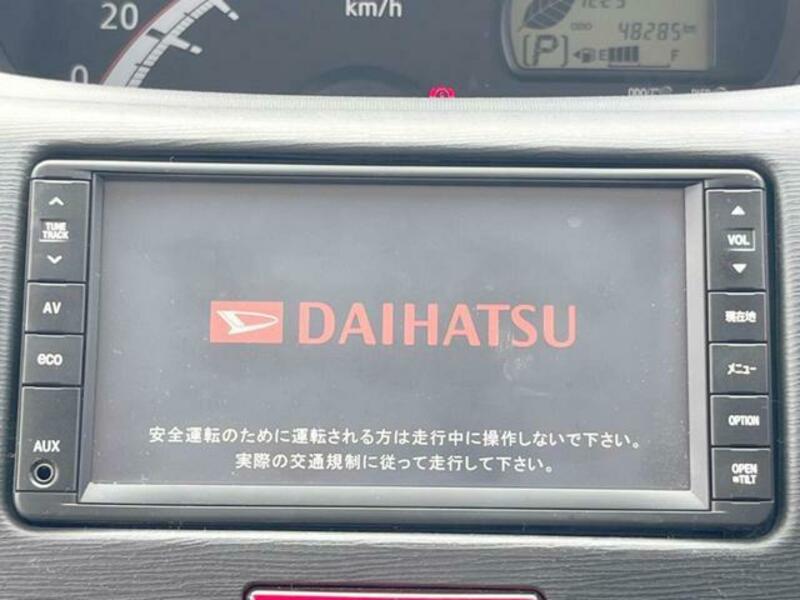 20
km/h
0
ODO 48285km
P
E F
TUNE
TRACK
AV
eco
AUX
DAIHATSU
安全運転のために運転される方は走行中に操作しないで下さい。
実際の交通規制に従って走行して下さい。
VOL
現在地
メニュー
OPTION
OPEN
TILT